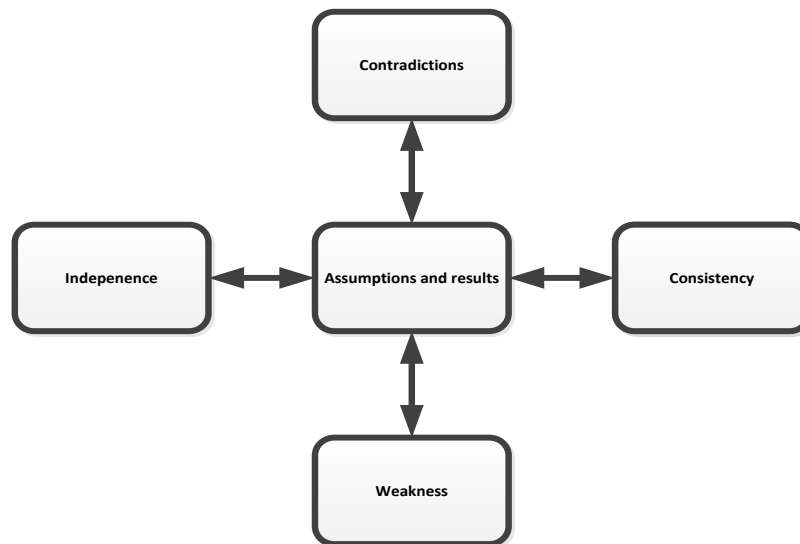 Contradictions
Indepenence
Assumptions and results
Consistency
Weakness